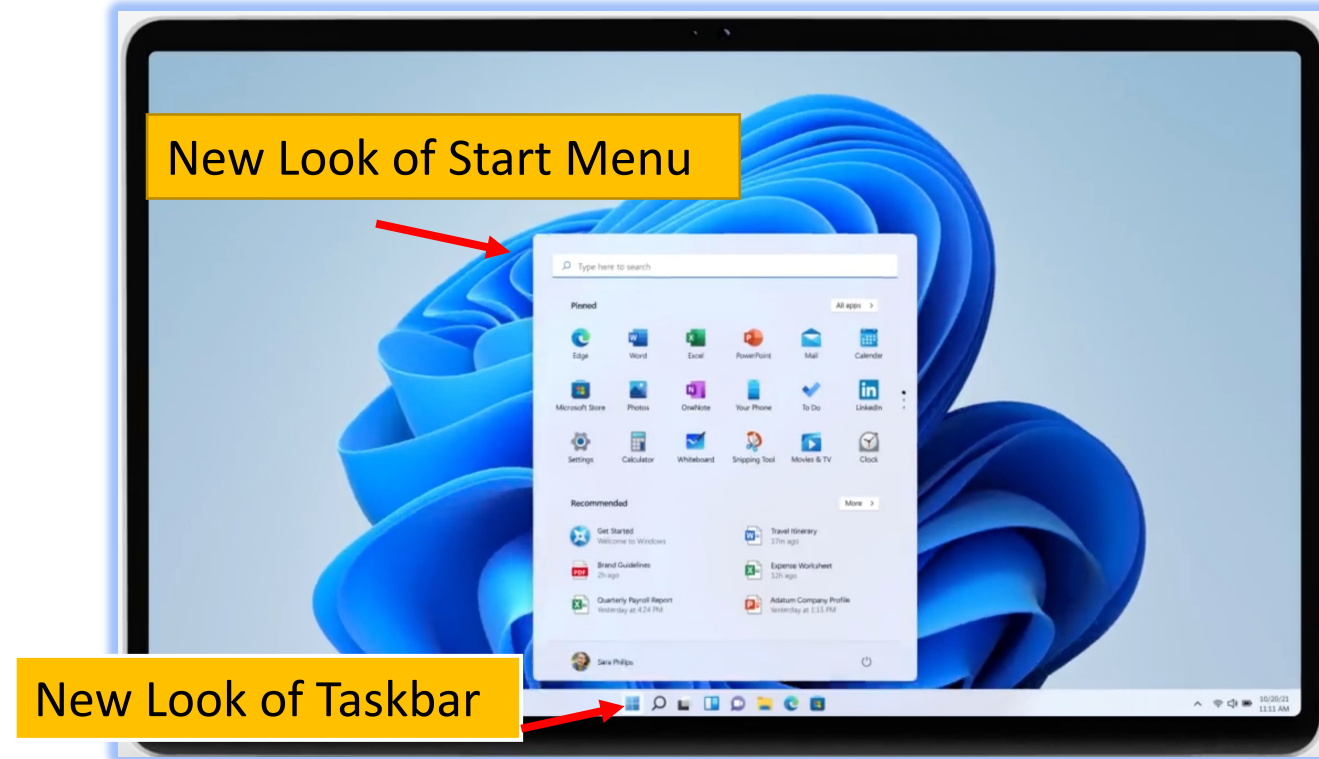 New Look of Start Menu
Type here to search
Pinned
All apps >
Edge
Word
Excel
PowerPoint
Mail
Calender
Microsoft Store
Photos
OneNote
Your Phone
To Do
LinkedIn
Settings
Calculator
Whiteboard
Snipping Tool
Movies & TV
Clock
Recommended
More >
Get Started
Welcome to Windows
Travel Itinerary
17m ago
Brand Guidelines
2h ago
Expense Worksheet
12h ago
Quarterly Payroll Report
Yesterday at 4:24 PM
Adatum Company Profile
Yesterday at 1:15 PM
Sara Philips
New Look of Taskbar
10/20/21
11:11 AM